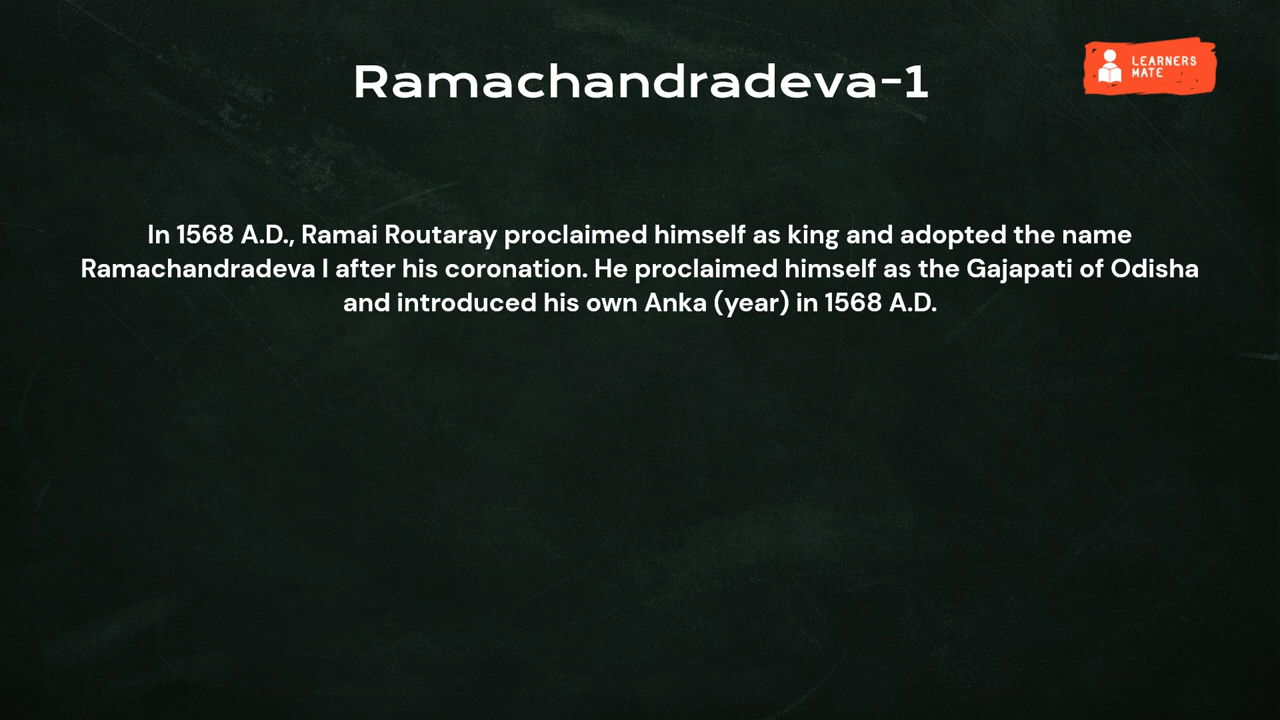 Ramachandradeva-1
LEARNERS
MATE
In 1568 A.D., Ramai Routaray proclaimed himself as king and adopted the name
Ramachandradeva I after his coronation. He proclaimed himself as the Gajapati of Odisha
and introduced his own Anka (year) in 1568 A.D.